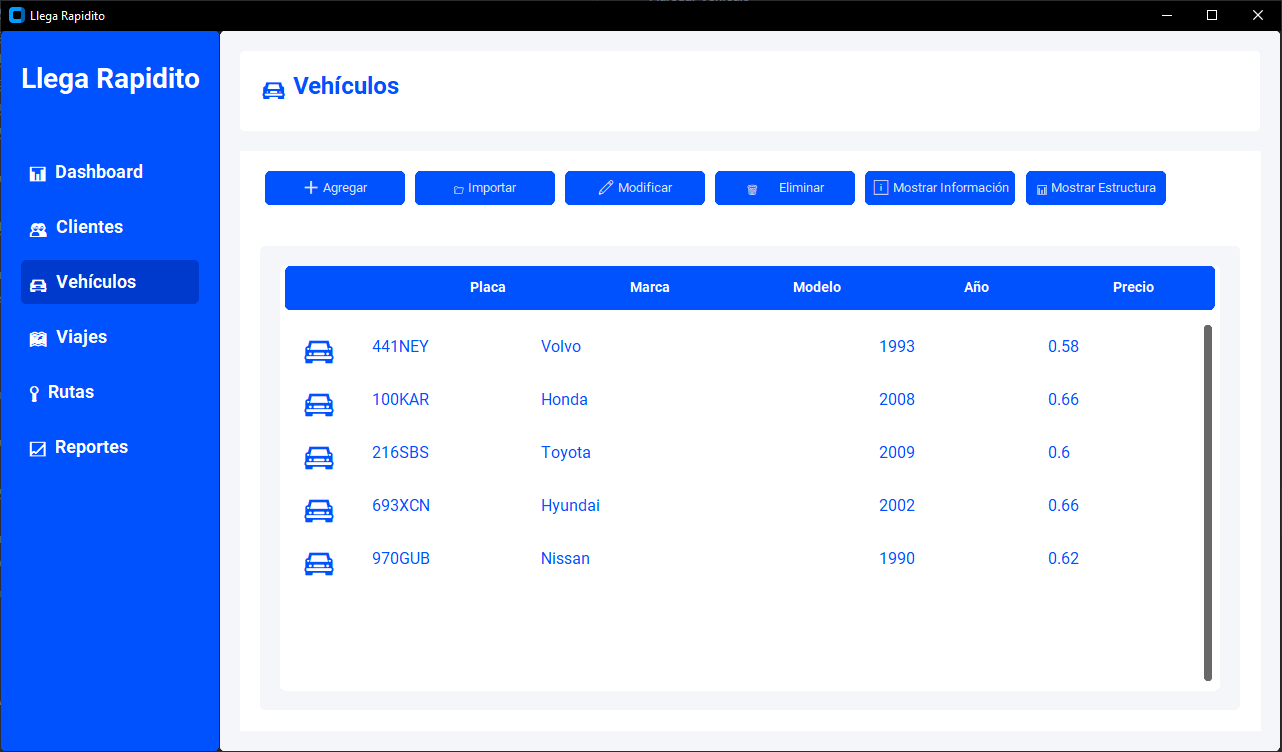 Llega Rapidito
Llega Rapidito
Dashboard
Clientes
Vehículos
Viajes
Rutas
Reportes
Vehículos
Agregar Importar Modificar Eliminar Mostrar Información Mostrar Estructura
Placa Marca Modelo Año Precio
441NEY Volvo 1993 0.58
100KAR Honda 2008 0.66
216SBS Toyota 2009 0.6
693XCN Hyundai 2002 0.66
970GUB Nissan 1990 0.62